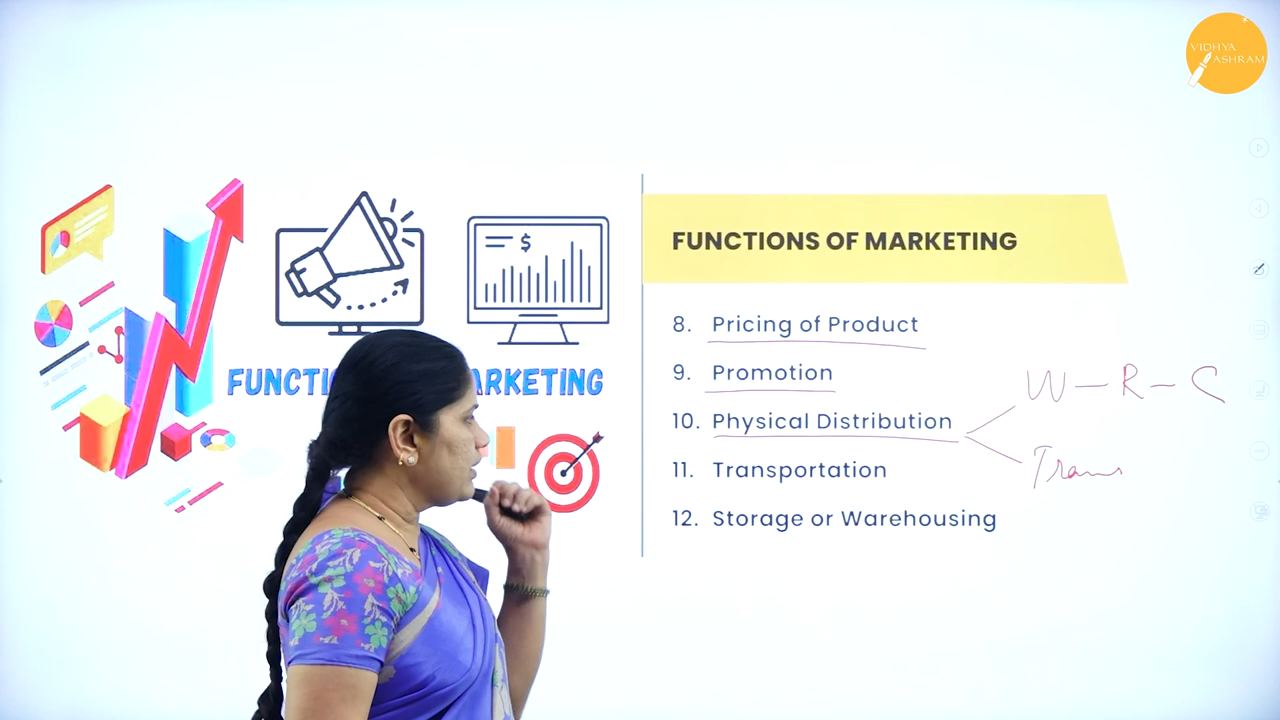 VIDHYA
ASHRAM
$
FUNCTIONS OF MARKETING
8. Pricing of Product
9. Promotion
10. Physical Distribution
11. Transportation
12. Storage or Warehousing
W – R – C
Trans
ARKETING